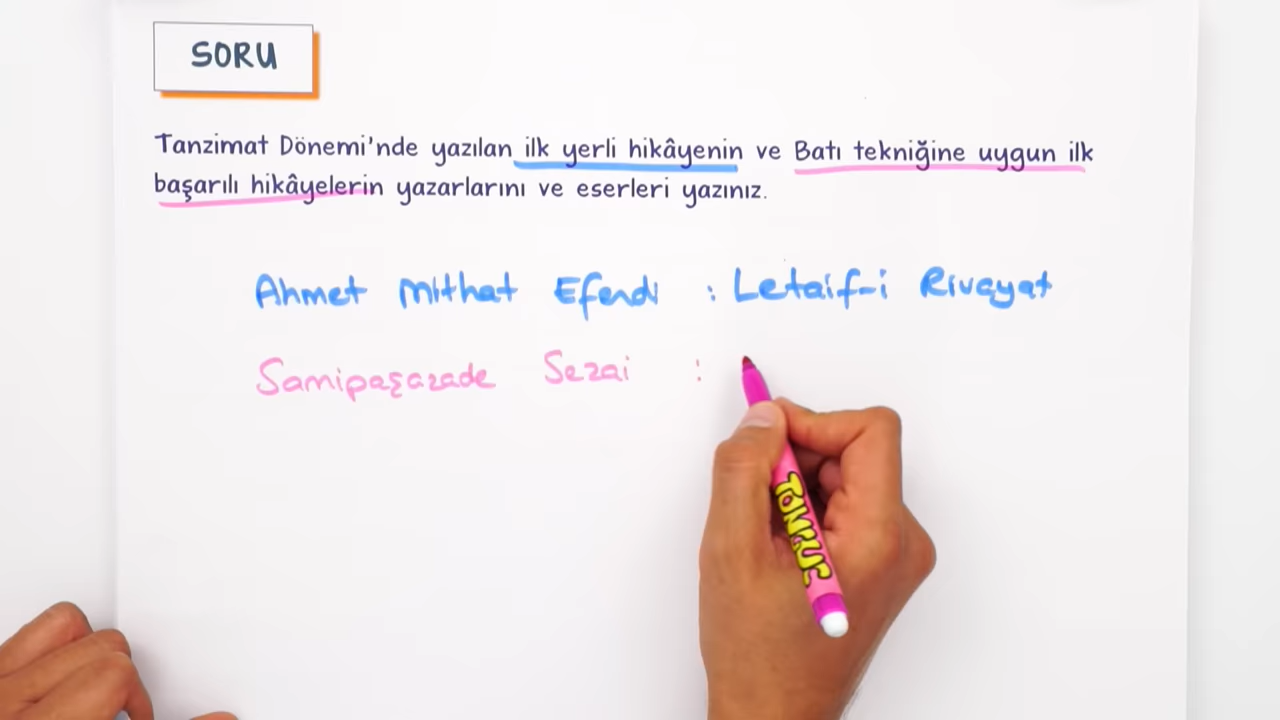 SORU
Tanzimat Dönemi'nde yazılan ilk yerli hikâyenin ve Batı tekniğine uygun ilk
başarılı hikâyelerin yazarlarını ve eserleri yazınız.
Ahmet Mithat Efendi : Letaif-i Rivayat
Samipaşazade Sezai :
TONGUÇ